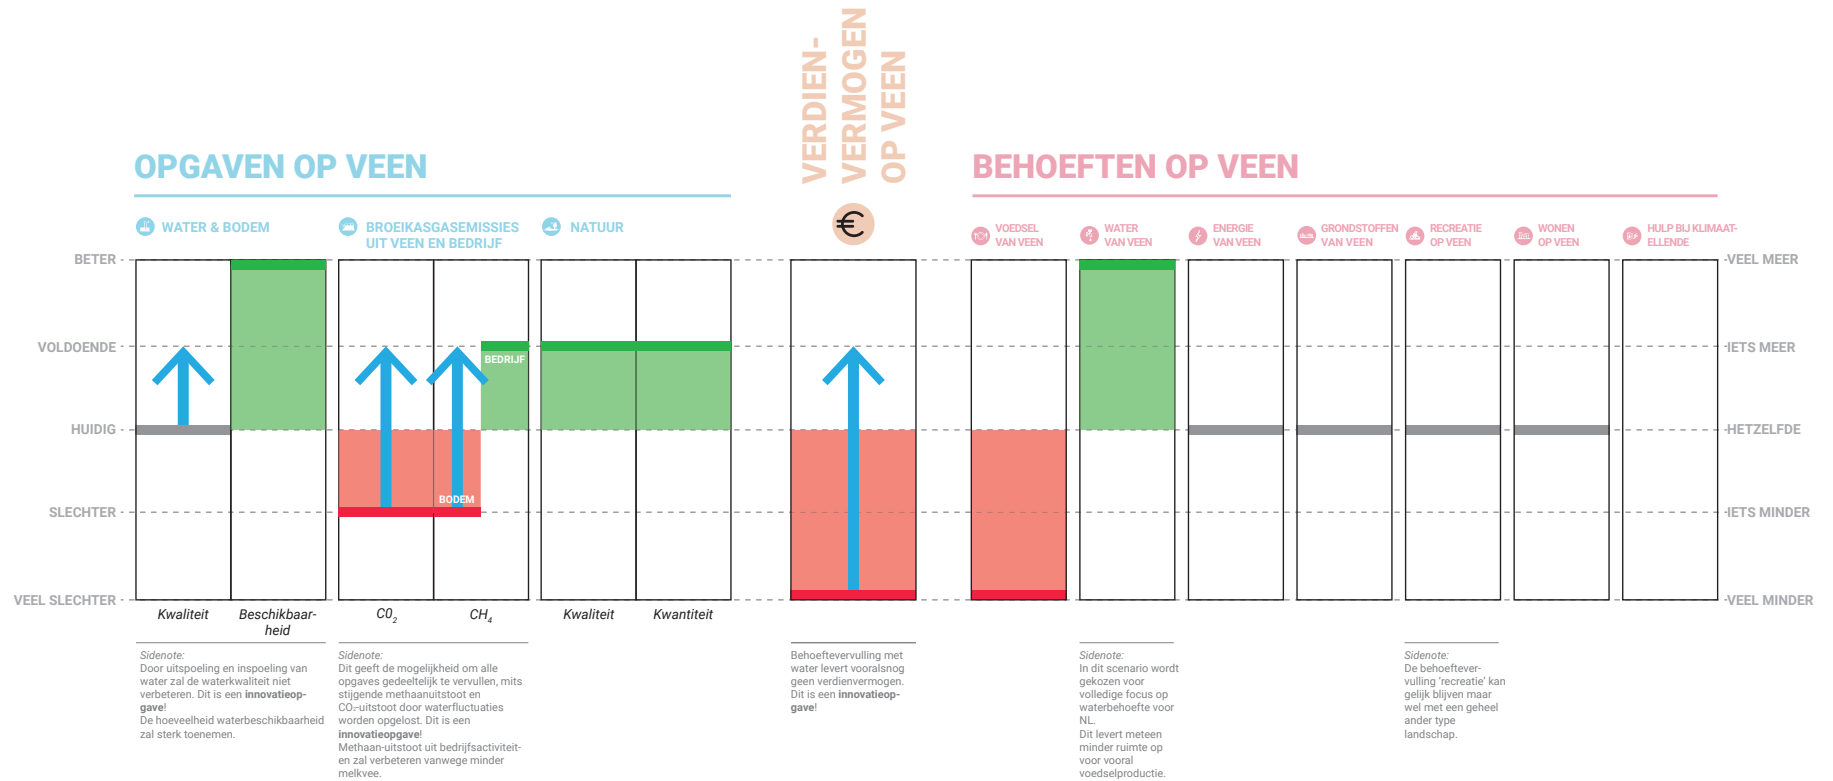 VERDIEN-
VERMOGEN
OP VEEN
OPGAVEN OP VEEN
BEHOEFTEN OP VEEN
WATER & BODEM
BROEIKASGASEMISSIES
UIT VEEN EN BEDRIJF
NATUUR
€
VOEDSEL
VAN VEEN
WATER
VAN VEEN
ENERGIE
VAN VEEN
GRONDSTOFFEN
VAN VEEN
RECREATIE
OP VEEN
WONEN
OP VEEN
HULP BIJ KLIMAAT-
ELLENDE
BETER
VOLDOENDE
HUIDIG
SLECHTER
VEEL SLECHTER
BEDRIJF
BODEM
VEEL MEER
IETS MEER
HETZELFDE
IETS MINDER
VEEL MINDER
Kwaliteit
Beschikbaar-
heid
C0₂
CH₄
Kwaliteit
Kwantiteit
Sidenote:
Door uitspoeling en inspoeling van
water zal de waterkwaliteit niet
verbeteren. Dit is een innovatieop-
gave!
De hoeveelheid waterbeschikbaarheid
zal sterk toenemen.
Sidenote:
Dit geeft de mogelijkheid om alle
opgaves gedeeltelijk te vervullen, mits
stijgende methaanuitstoot en
CO₂-uitstoot door waterfluctuaties
worden opgelost. Dit is een
innovatieopgave!
Methaan-uitstoot uit bedrijfsactiviteit-
en zal verbeteren vanwege minder
melkvee.
Behoeftevervulling met
water levert vooralsnog
geen verdienvermogen.
Dit is een innovatieop-
gave!
Sidenote:
In dit scenario wordt
gekozen voor
volledige focus op
waterbehoefte voor
NL.
Dit levert meteen
minder ruimte op
voor vooral
voedselproductie.
Sidenote:
De behoeftever-
vulling 'recreatie' kan
gelijk blijven maar
wel met een geheel
ander type
landschap.